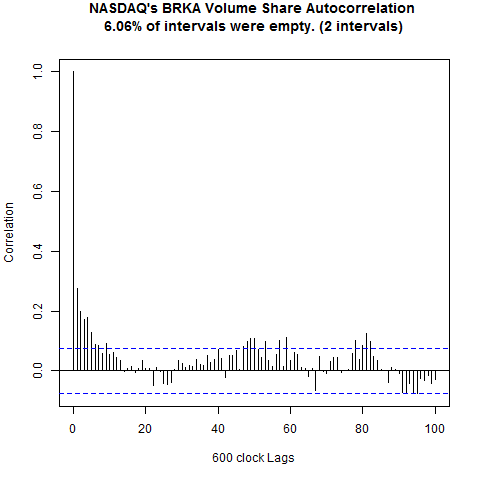 NASDAQ's BRKA Volume Share Autocorrelation
6.06% of intervals were empty. (2 intervals)
Correlation
1.0
0.8
0.6
0.4
0.2
0.0
0 20 40 60 80 100
600 clock Lags